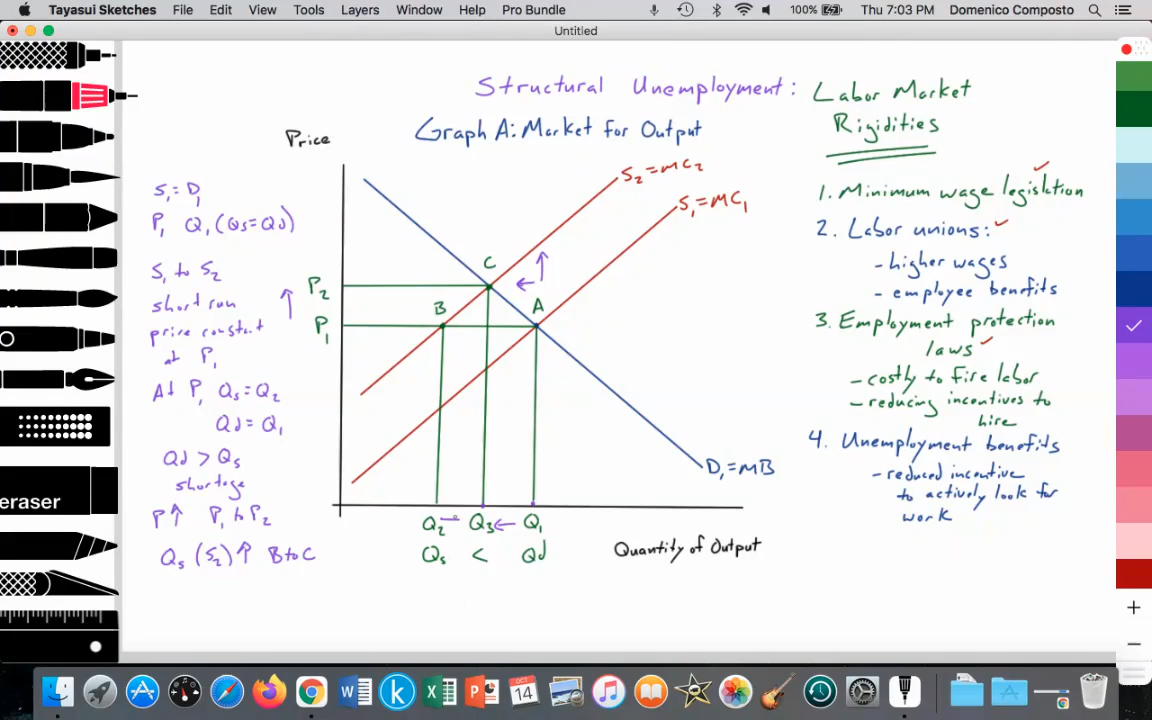 Tayasui Sketches File Edit View Tools Layers Window Help Pro Bundle 100% Thu 7:03 PM Domenico Composto
Untitled
Structural Unemployment: Labor Market
Rigidities
Graph A: Market for Output
Price
S₂=MC₂
S₁=MC₁
S₁=D₁
P₁ Q₁ (Qs=Qd)
S₁ to S₂
short run
price constant
at P₁
At P₁ Qs=Q₂
Qd=Q₁
Qd > Qs
shortage
P↑ P₁ to P₂
Qs (S₂)↑ B to C
P₂
P₁
C
B
A
D₁=MB
Q₂ Q₃ ← Q₁
Qs < Qd
Quantity of Output
1. Minimum wage legislation
2. Labor unions:
- higher wages
- employee benefits
3. Employment protection
laws
- costly to fire labor
- reducing incentives to
hire
4. Unemployment benefits
- reduced incentive
to actively look for
work
eraser
OCT
14